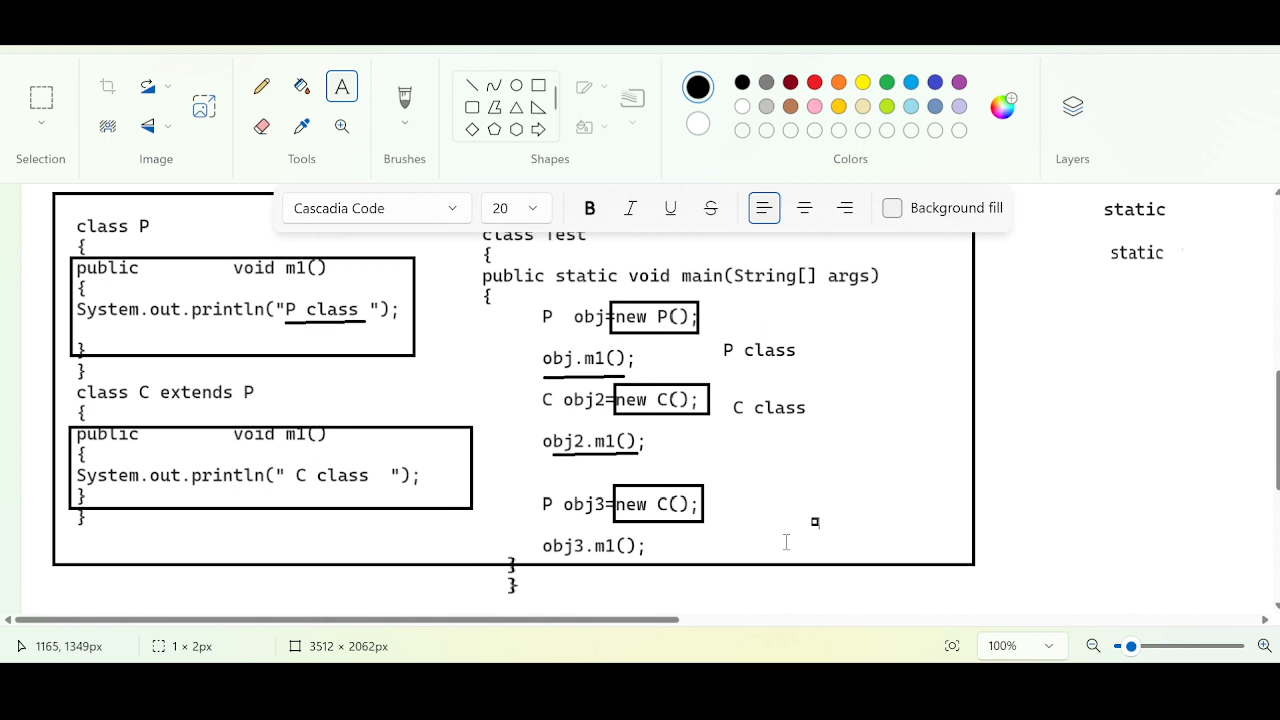 Selection
Image
Tools
Brushes
Shapes
Colors
Layers
Cascadia Code
20
B I U S
Background fill
class P
{
public void m1()
{
System.out.println("P class ");
}
}
class C extends P
{
public void m1()
{
System.out.println(" C class ");
}
}
class Test
{
public static void main(String[] args)
{
P obj=new P();
obj.m1();
C obj2=new C();
obj2.m1();
P obj3=new C();
obj3.m1();
}
}
P class
C class
static
static
1165, 1349px
1 × 2px
3512 × 2062px
100%